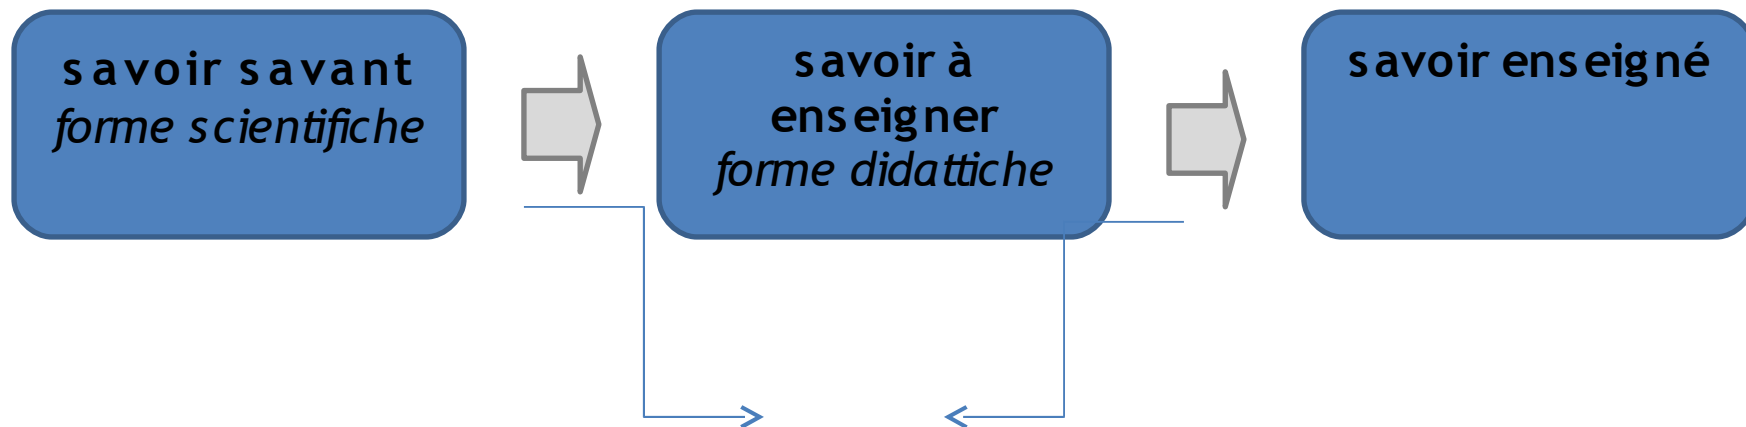 savoir savant
forme scientifiche
savoir à
enseigner
forme didattiche
savoir enseigné